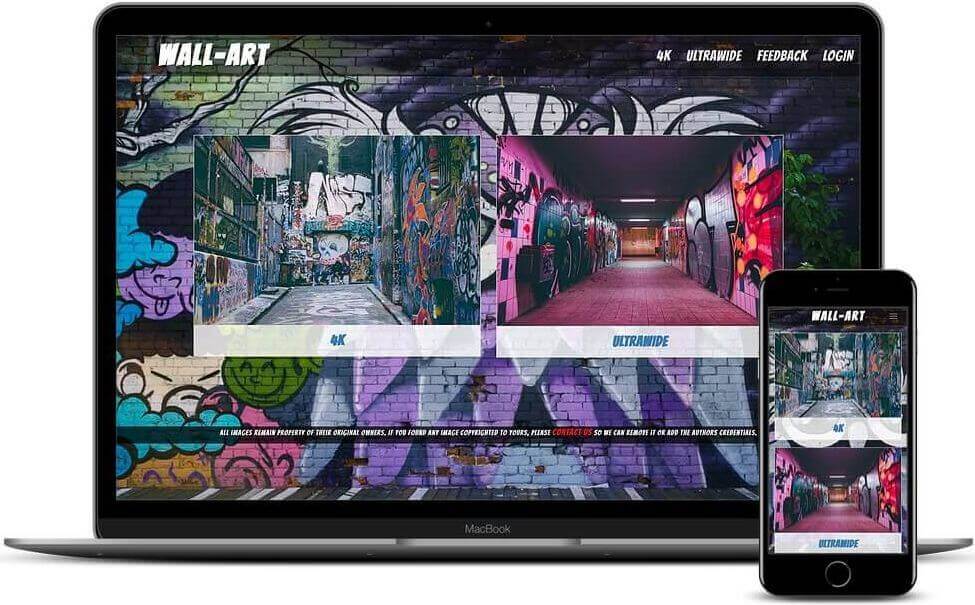 WALL-ART
4K ULTRAWIDE FEEDBACK LOGIN
4K
ULTRAWIDE
ALL IMAGES REMAIN PROPERTY OF THEIR ORIGINAL OWNERS, IF YOU FOUND ANY IMAGE COPYRIGHTED TO YOURS, PLEASE CONTACT US SO WE CAN REMOVE IT OR ADD THE AUTHORS CREDENTIALS.
MacBook
WALL-ART
4K
ULTRAWIDE